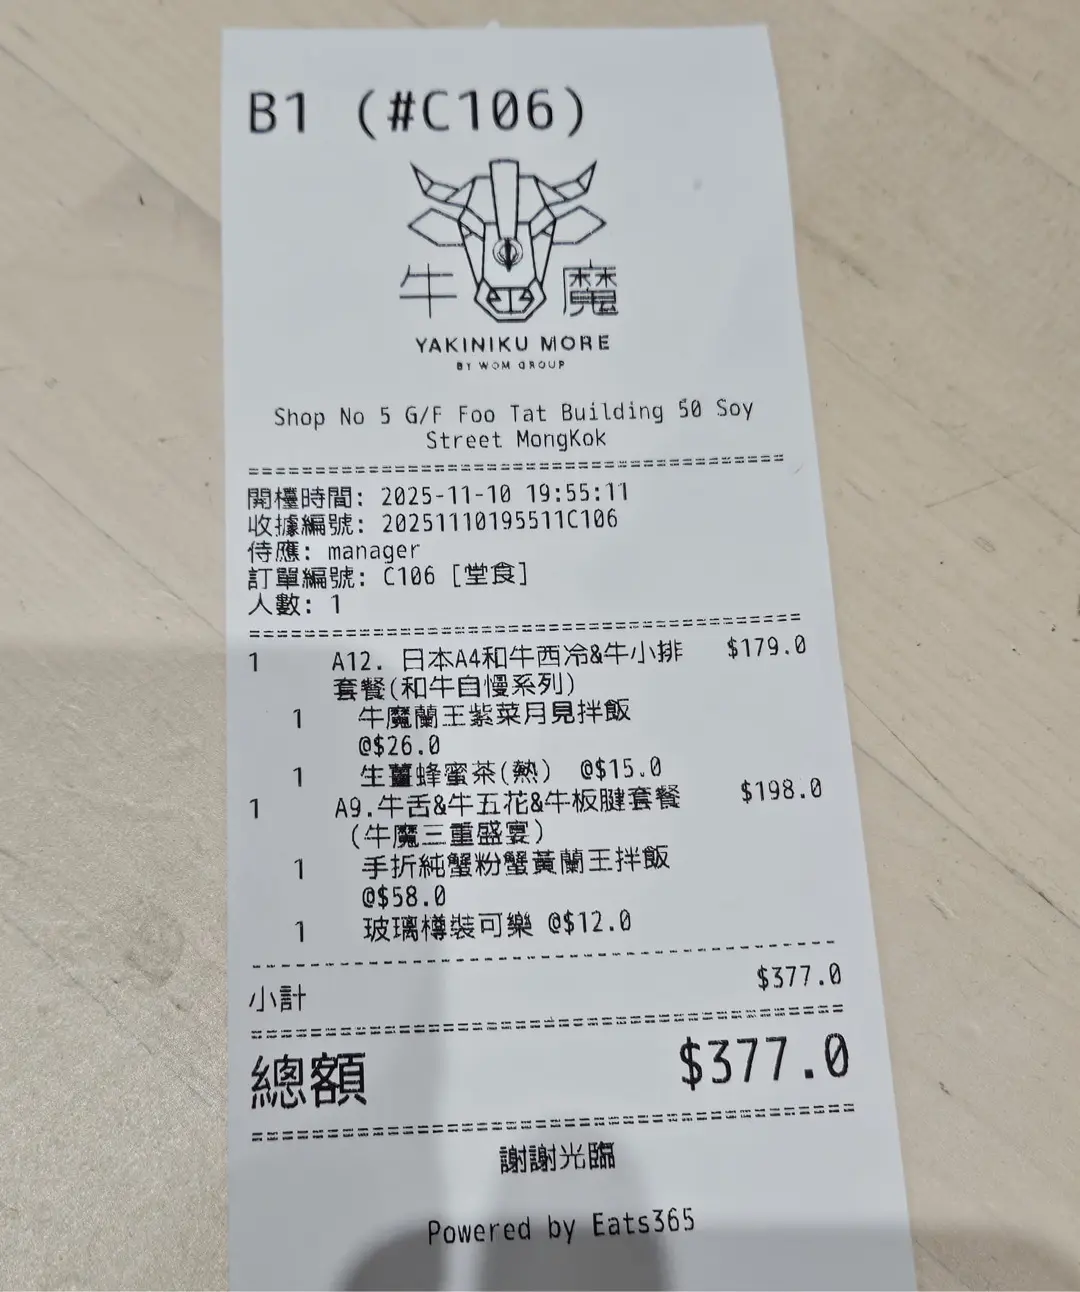 B1 (#C106)
牛魔
YAKINIKU MORE
BY WOM GROUP
Shop No 5 G/F Foo Tat Building 50 Soy
Street MongKok
開檯時間: 2025-11-10 19:55:11
收據編號: 20251110195511C106
侍應: manager
訂單編號: C106 [堂食]
人數: 1
1 A12. 日本A4和牛西冷&牛小排 $179.0
套餐(和牛自慢系列)
1 牛魔蘭王紫菜月見拌飯
@$26.0
1 生薑蜂蜜茶(熱) @$15.0
1 A9.牛舌&牛五花&牛板腱套餐 $198.0
(牛魔三重盛宴)
1 手折純蟹粉蟹黃蘭王拌飯
@$58.0
1 玻璃樽裝可樂 @$12.0
小計 $377.0
總額 $377.0
謝謝光臨
Powered by Eats365